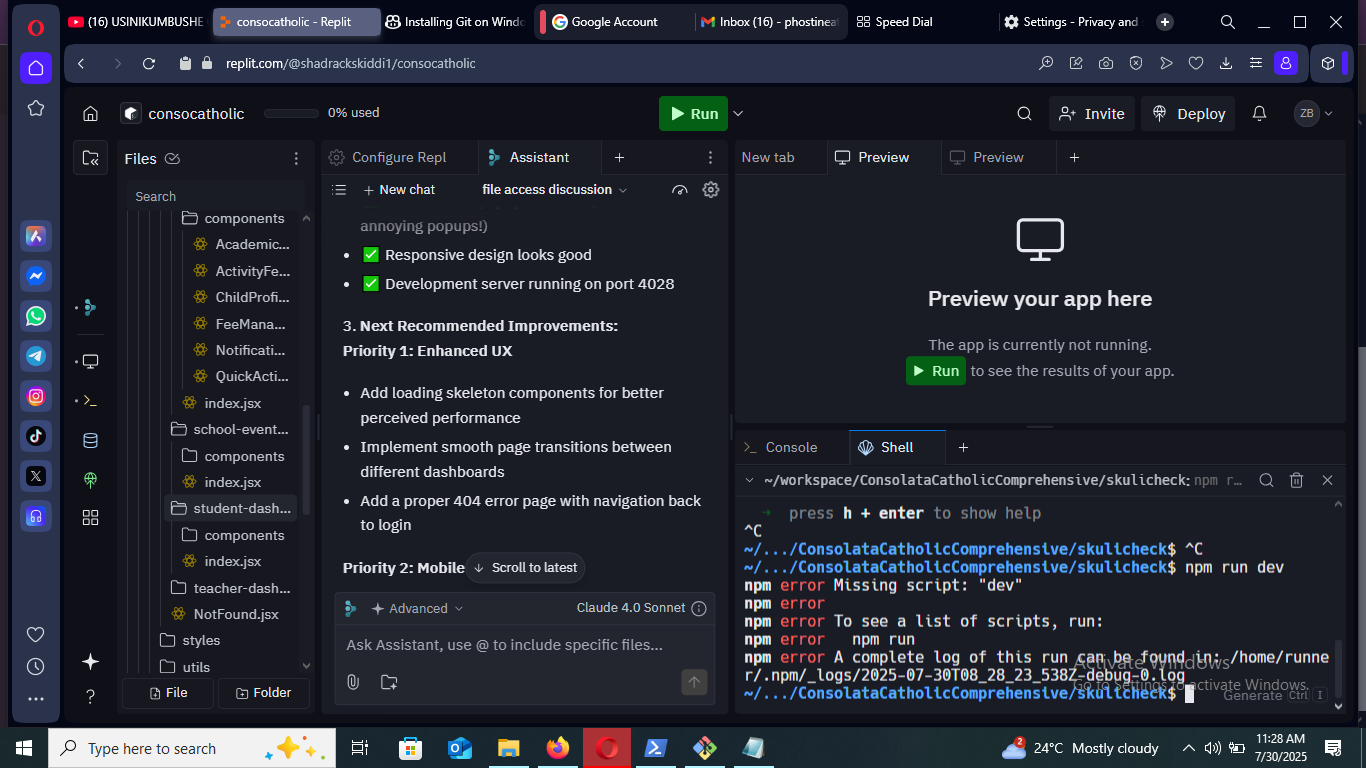 (16) USINIKUMBUSHE
consocatholic - Replit
Installing Git on Windo
Google Account
Inbox (16) - phostineat
Speed Dial
Settings - Privacy and
replit.com/@shadrackskiddi1/consocatholic
consocatholic
0% used
Run
Invite
Deploy
ZB
Files
Search
components
Academic...
ActivityFe...
ChildProfi...
FeeMana...
Notificati...
QuickActi...
index.jsx
school-event...
components
index.jsx
student-dash...
components
index.jsx
teacher-dash...
NotFound.jsx
styles
utils
File
Folder
Configure Repl
Assistant
New chat
file access discussion
annoying popups!)
• ✅ Responsive design looks good
• ✅ Development server running on port 4028
3. Next Recommended Improvements:
Priority 1: Enhanced UX
• Add loading skeleton components for better
perceived performance
• Implement smooth page transitions between
different dashboards
• Add a proper 404 error page with navigation back
to login
Priority 2: Mobile
Scroll to latest
Advanced
Claude 4.0 Sonnet
Ask Assistant, use @ to include specific files...
New tab
Preview
Preview
Preview your app here
The app is currently not running.
Run to see the results of your app.
Console
Shell
~/workspace/ConsolataCatholicComprehensive/skulicheck: npm r...
➜ press h + enter to show help
^C
~/.../ConsolataCatholicComprehensive/skulicheck$ ^C
~/.../ConsolataCatholicComprehensive/skulicheck$ npm run dev
npm error Missing script: "dev"
npm error
npm error To see a list of scripts, run:
npm error   npm run
npm error A complete log of this run can be found in: /home/runne
r/.npm/_logs/2025-07-30T08_28_23_538Z-debug-0.log
~/.../ConsolataCatholicComprehensive/skulicheck$
Generate Ctrl I
Activate Windows
Go to Settings to activate Windows.
Type here to search
2
24°C Mostly cloudy
11:28 AM
7/30/2025